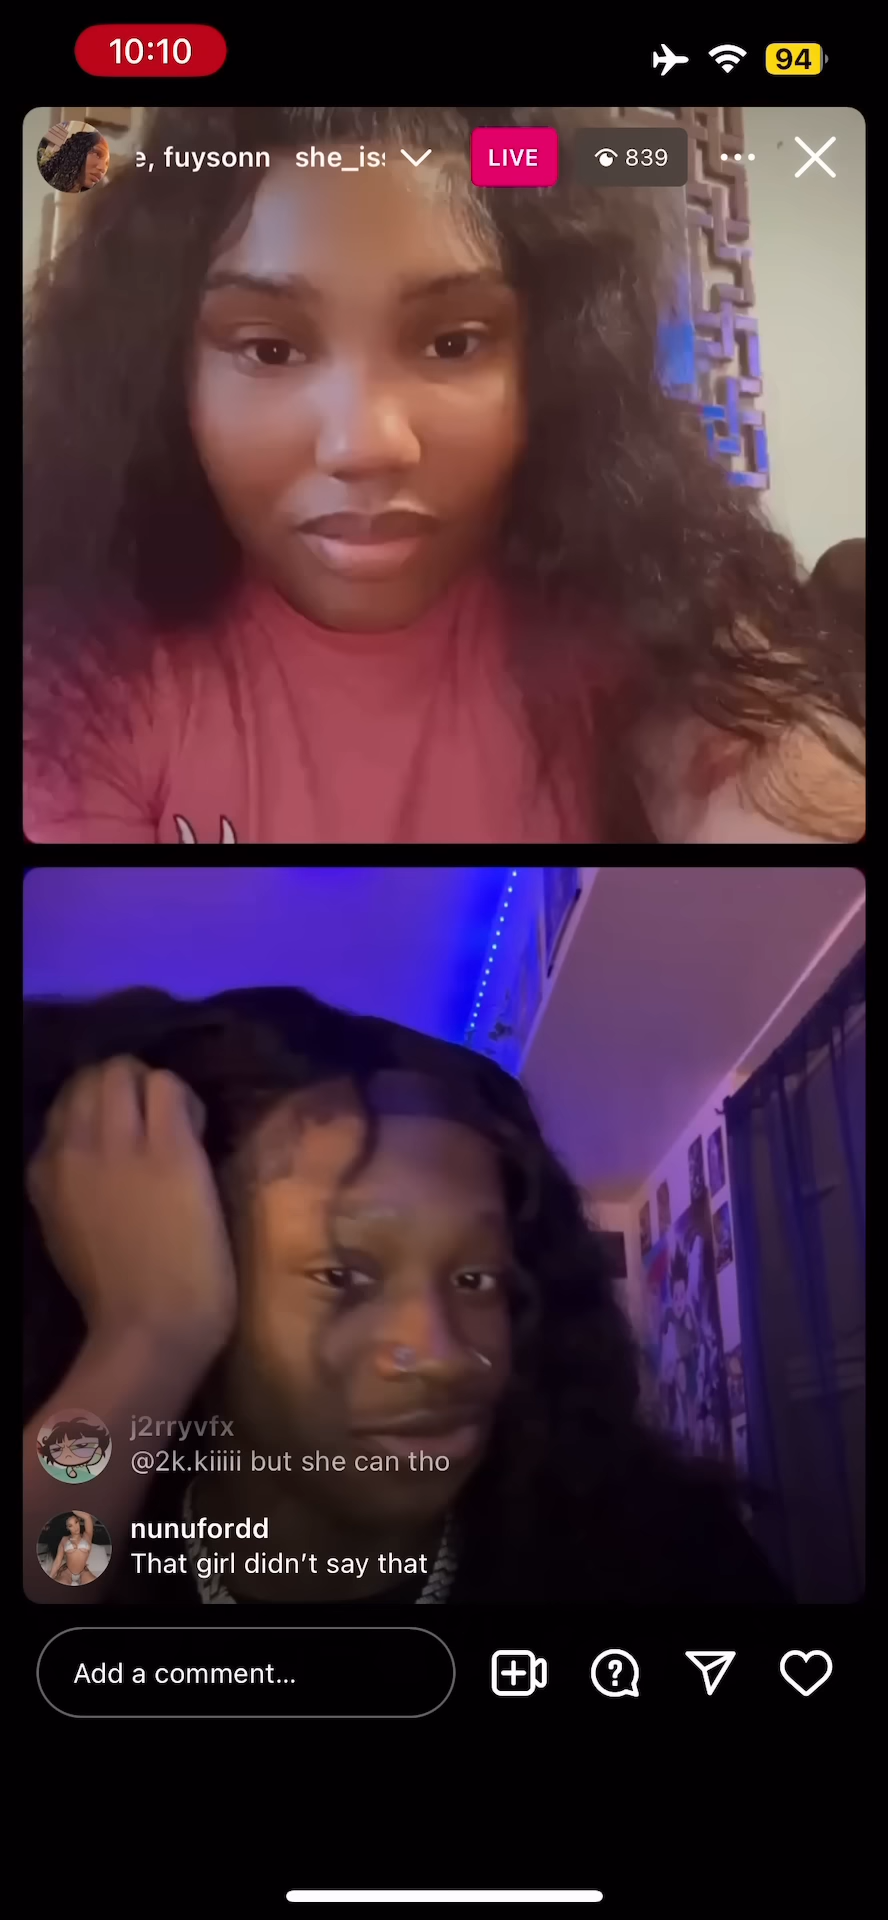 10:10
94
e, fuysonn she_is
LIVE
839
j2rryvfx
@2k.kiiiii but she can tho
nunufordd
That girl didn’t say that
Add a comment...